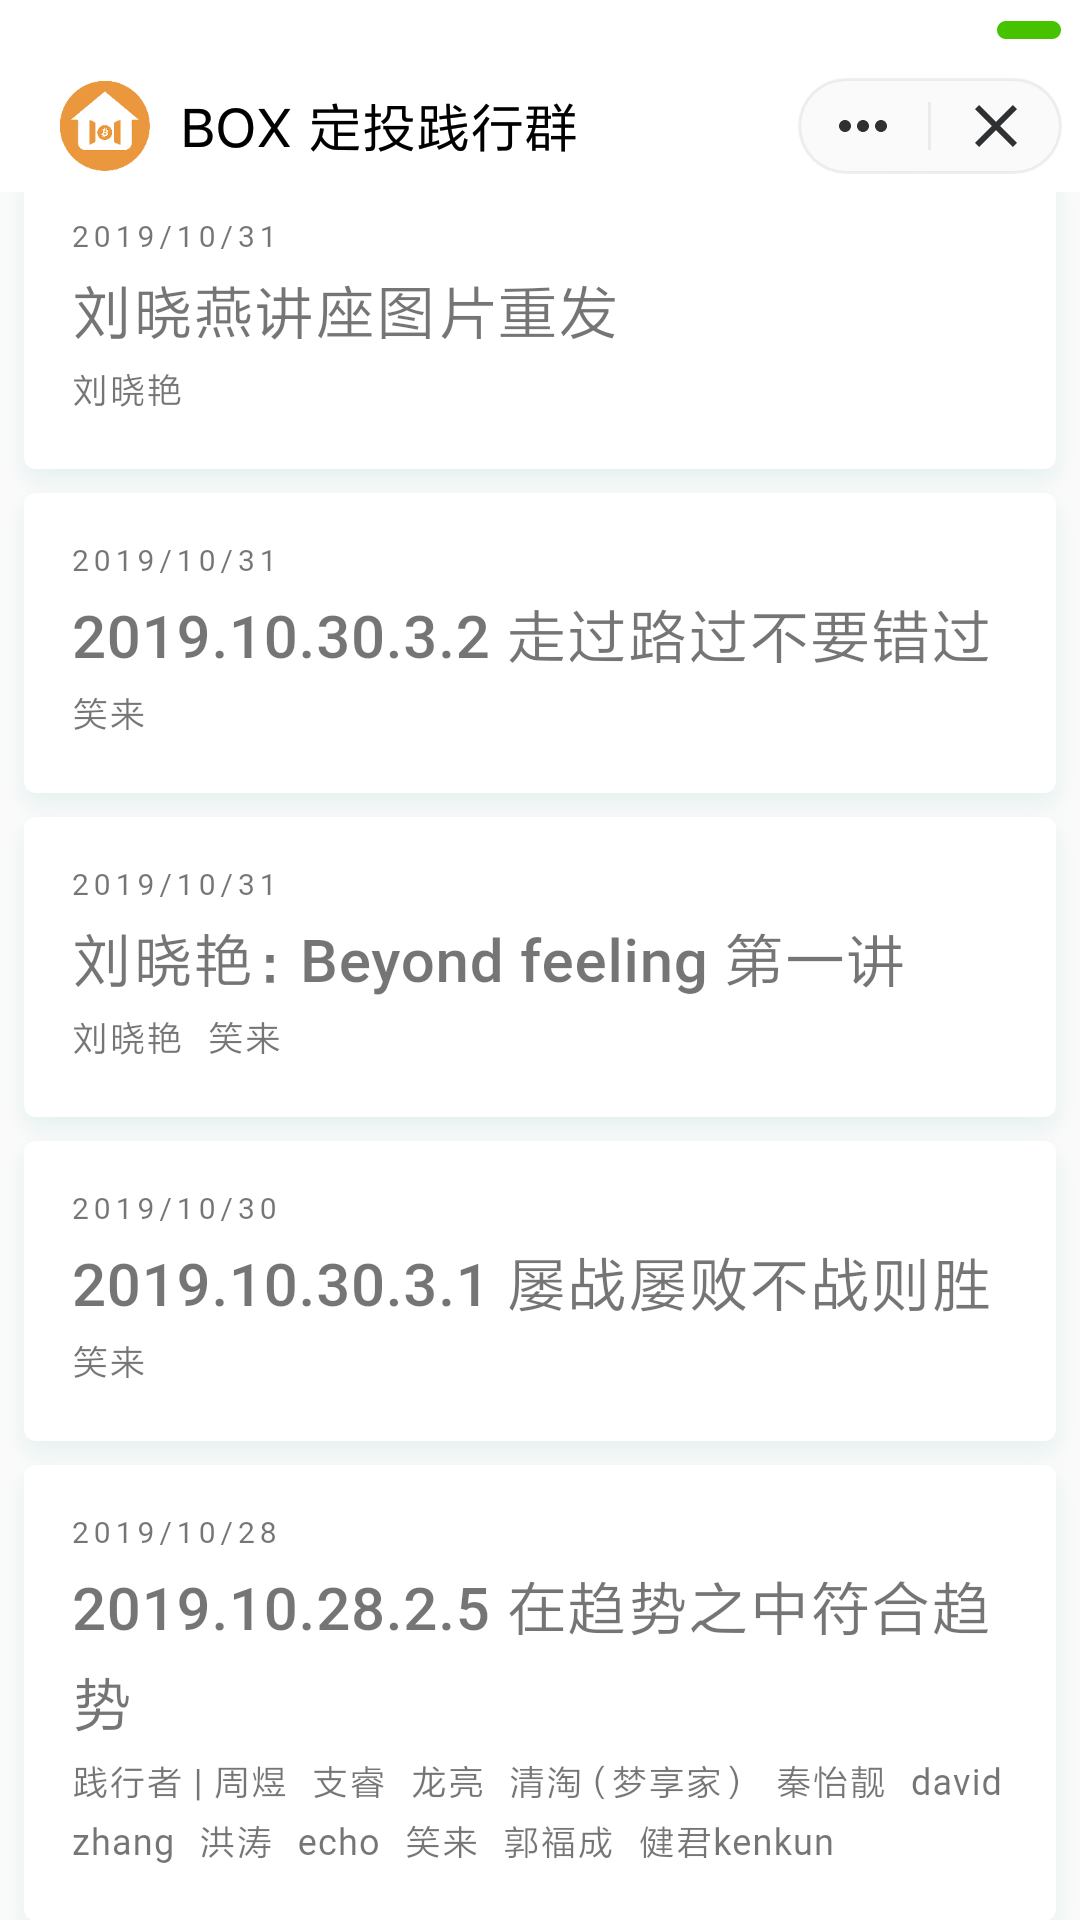 BOX 定投践行群
2019/10/31
刘晓燕讲座图片重发
刘晓艳
2019/10/31
2019.10.30.3.2 走过路过不要错过
笑来
2019/10/31
刘晓艳：Beyond feeling 第一讲
刘晓艳 笑来
2019/10/30
2019.10.30.3.1 屡战屡败不战则胜
笑来
2019/10/28
2019.10.28.2.5 在趋势之中符合趋
势
践行者 | 周煜 支睿 龙亮 清淘（梦享家） 秦怡靓 david
zhang 洪涛 echo 笑来 郭福成 健君kenkun